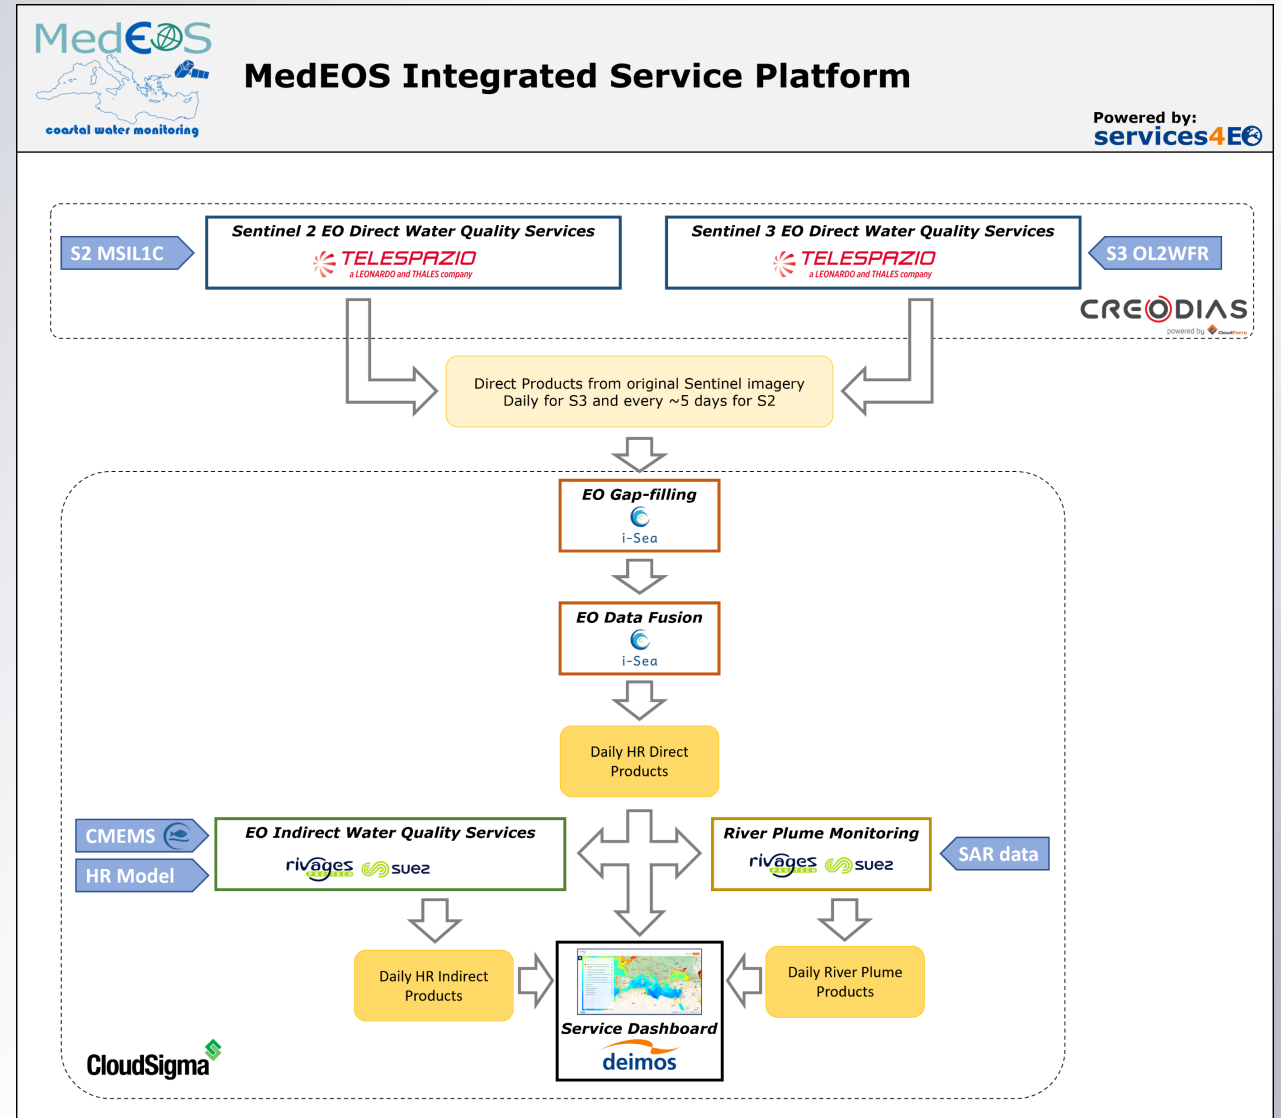 MedEOS
coastal water monitoring
MedEOS Integrated Service Platform
Powered by:
services4EO
Sentinel 2 EO Direct Water Quality Services
TELESPAZIO
a LEONARDO and THALES company
Sentinel 3 EO Direct Water Quality Services
TELESPAZIO
a LEONARDO and THALES company
S2 MSIL1C
S3 OL2WFR
CREODIAS
powered by CloudFerro
Direct Products from original Sentinel imagery
Daily for S3 and every ~5 days for S2
EO Gap-filling
i-Sea
EO Data Fusion
i-Sea
Daily HR Direct
Products
CMEMS
HR Model
EO Indirect Water Quality Services
rivages
PROTECH
suez
River Plume Monitoring
rivages
PROTECH
suez
SAR data
Daily HR Indirect
Products
Service Dashboard
deimos
Daily River Plume
Products
CloudSigma